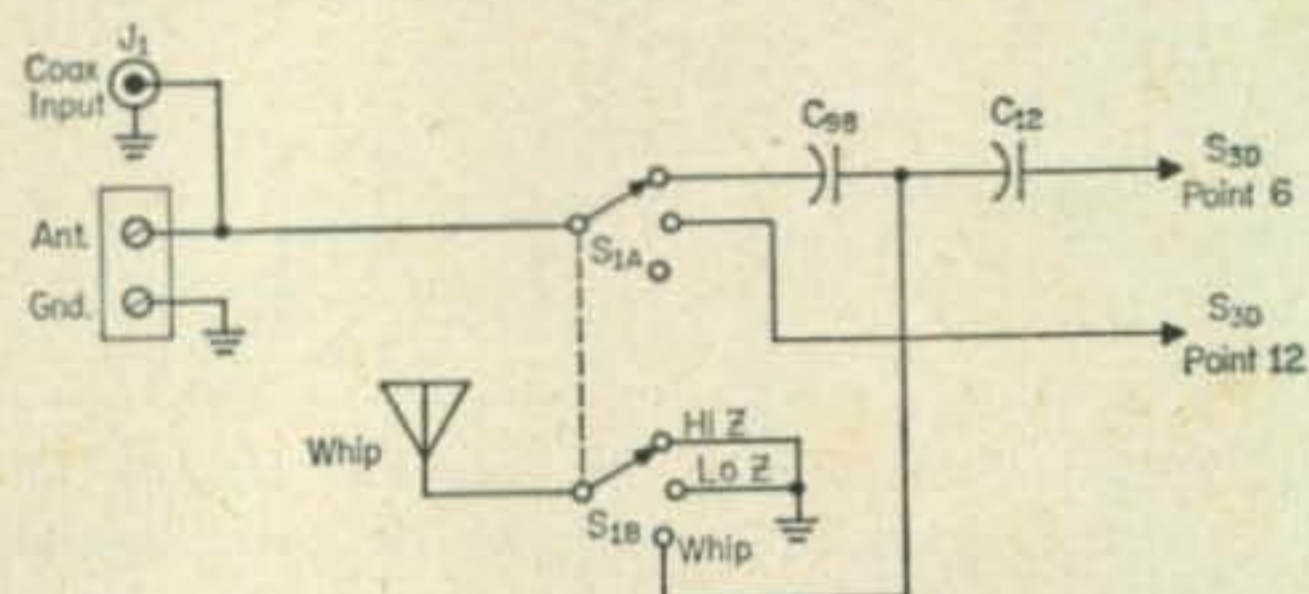 J1
Coax
Input
Ant.
Gnd.
S1A
C98
C12
S3D
Point 6
S3D
Point 12
Whip
Hi Z
Lo Z
S1B
Whip